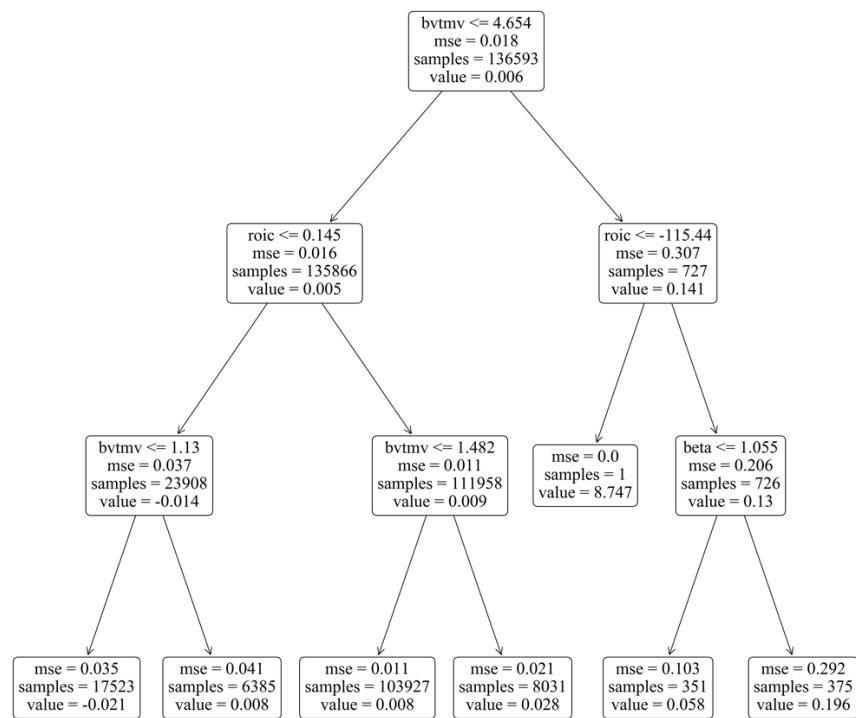 bvtmv <= 4.654
mse = 0.018
samples = 136593
value = 0.006
roic <= 0.145
mse = 0.016
samples = 135866
value = 0.005
roic <= -115.44
mse = 0.307
samples = 727
value = 0.141
bvtmv <= 1.13
mse = 0.037
samples = 23908
value = -0.014
bvtmv <= 1.482
mse = 0.011
samples = 111958
value = 0.009
mse = 0.0
samples = 1
value = 8.747
beta <= 1.055
mse = 0.206
samples = 726
value = 0.13
mse = 0.035
samples = 17523
value = -0.021
mse = 0.041
samples = 6385
value = 0.008
mse = 0.011
samples = 103927
value = 0.008
mse = 0.021
samples = 8031
value = 0.028
mse = 0.103
samples = 351
value = 0.058
mse = 0.292
samples = 375
value = 0.196